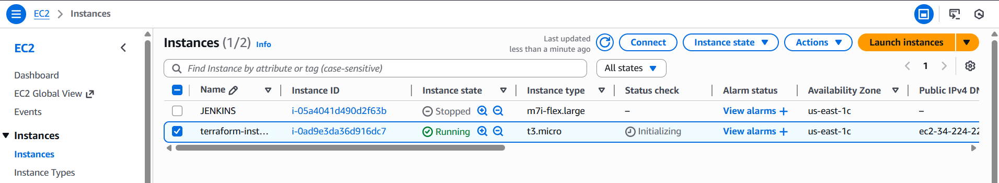 EC2 > Instances
EC2
Dashboard
EC2 Global View
Events
Instances
Instances
Instance Types
Instances (1/2) Info
Last updated
less than a minute ago
Connect Instance state Actions Launch instances
Find Instance by attribute or tag (case-sensitive)
All states
1
Name Instance ID Instance state Instance type Status check Alarm status Availability Zone Public IPv4 DN
JENKINS i-05a4041d490d2f63b Stopped m7i-flex.large – View alarms + us-east-1c –
terraform-inst... i-0ad9e3da36d916dc7 Running t3.micro Initializing View alarms + us-east-1c ec2-34-224-22